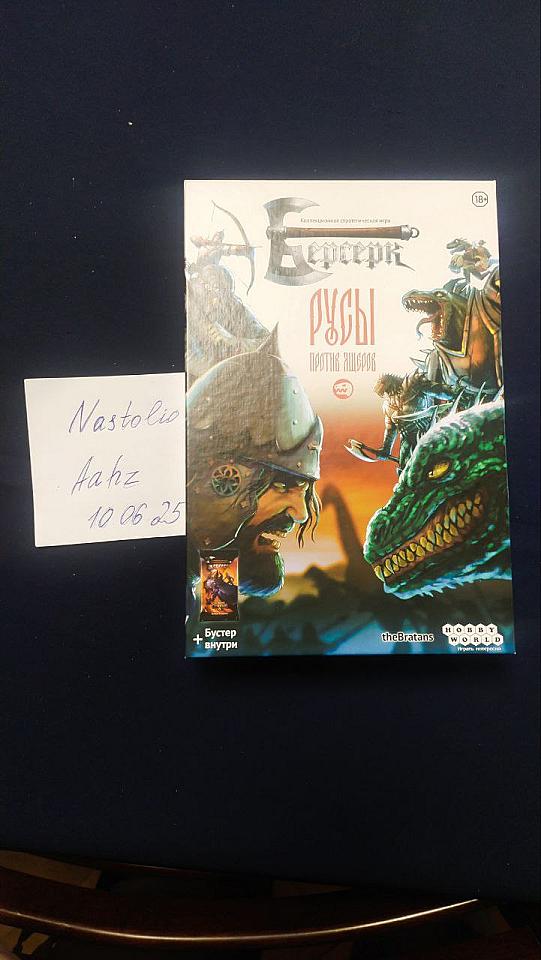 18+
Коллекционная стратегическая игра
Берсерк
РУСЫ
ПРОТИВ ЯЩЕРОВ
Nastolio
Aahz
10 06 25
+ Бустер
внутри
theBratans
HOBBY
WORLD
Играть интересно